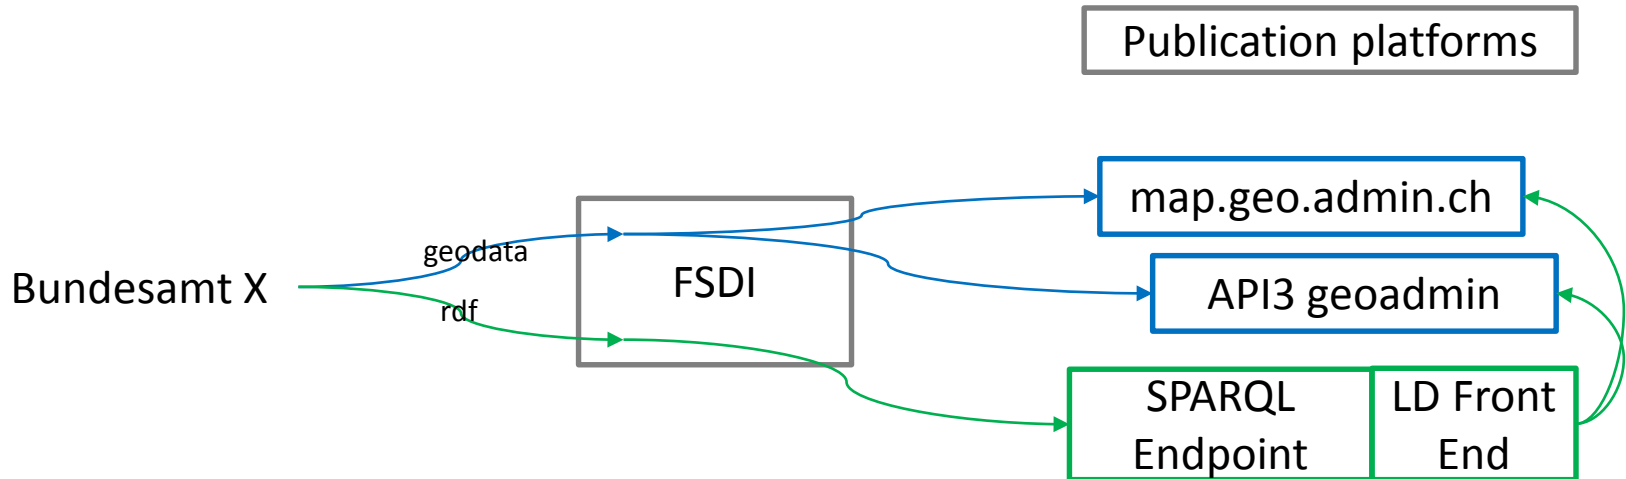 Publication platforms
map.geo.admin.ch
geodata
FSDI
Bundesamt X
API3 geoadmin
rdf
SPARQL
Endpoint
LD Front
End